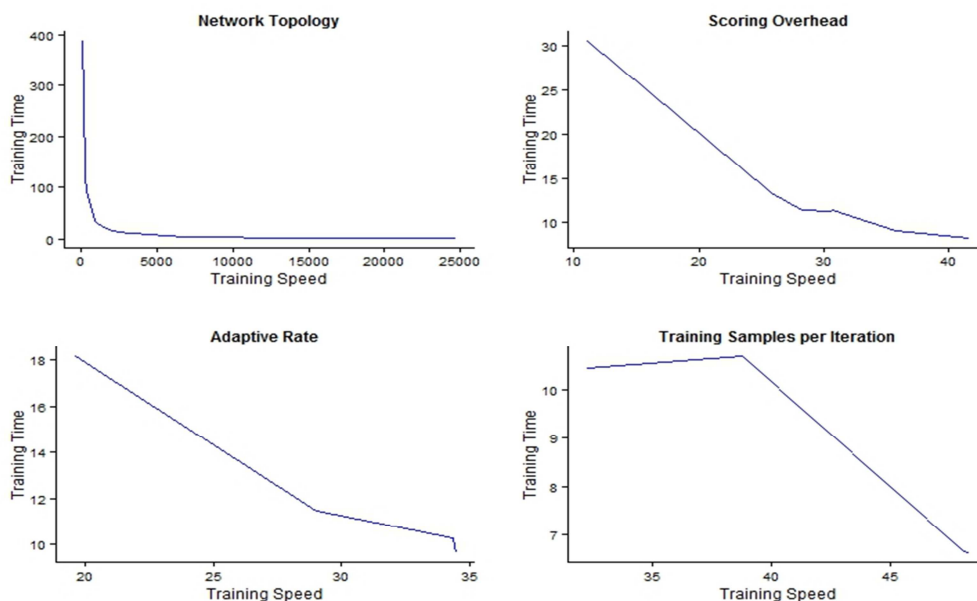 Network Topology
Training Time
400
300
200
100
0
0 5000 10000 15000 20000 25000
Training Speed
Scoring Overhead
Training Time
30
25
20
15
10
10 20 30 40
Training Speed
Adaptive Rate
Training Time
18
16
14
12
10
20 25 30 35
Training Speed
Training Samples per Iteration
Training Time
10
9
8
7
35 40 45
Training Speed